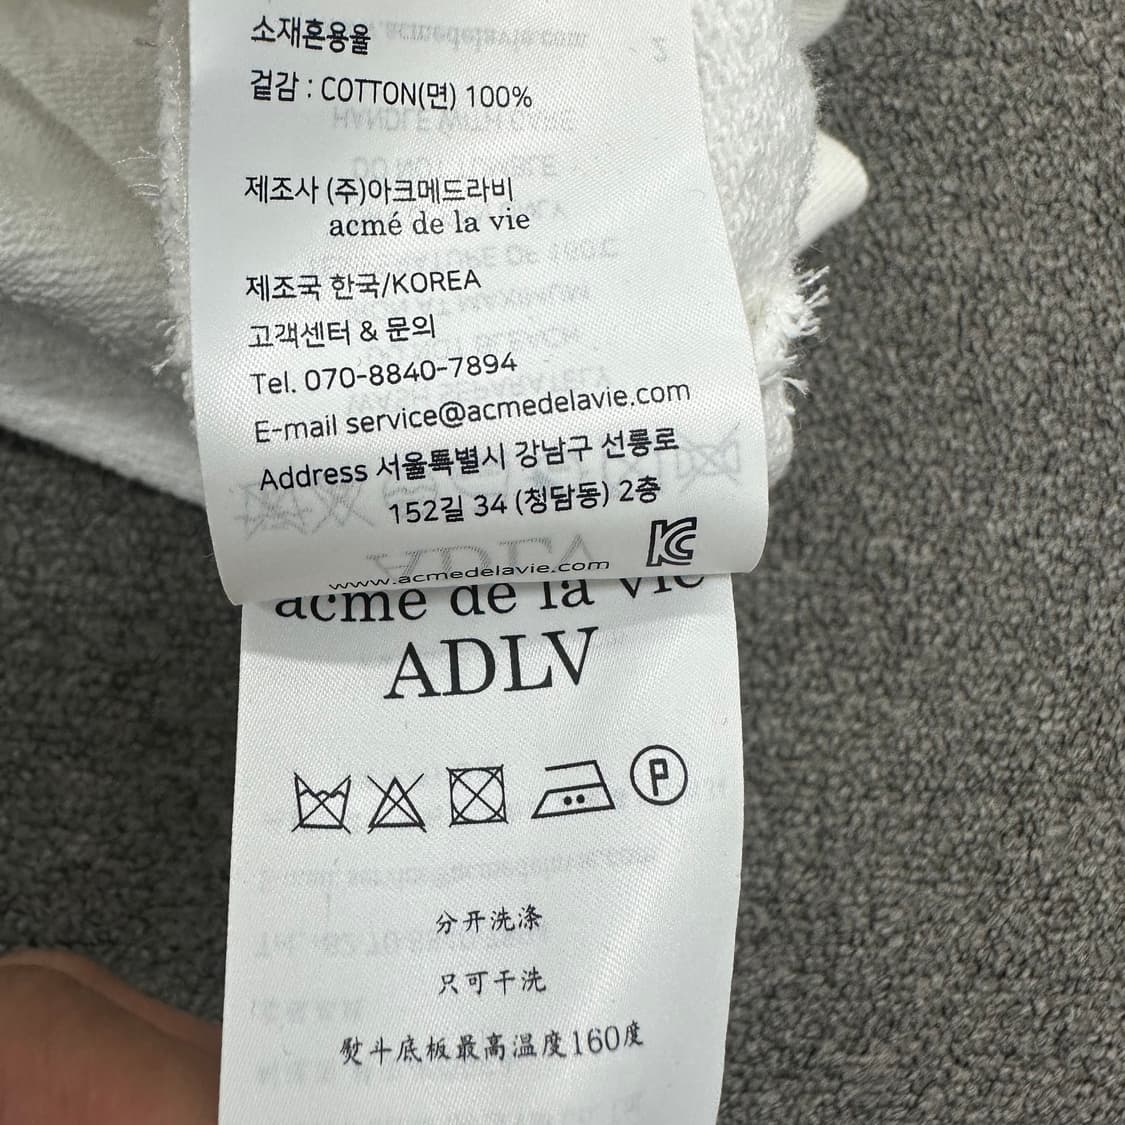 소재혼용율
겉감 : COTTON(면) 100%
제조사 (주)아크메드라비
acmé de la vie
제조국 한국/KOREA
고객센터 & 문의
Tel. 070-8840-7894
E-mail service@acmedelavie.com
Address 서울특별시 강남구 선릉로
152길 34 (청담동) 2층
KC
www.acmedelavie.com
acmé de la vie
ADLV
P
分开洗涤
只可干洗
熨斗底板最高温度160度